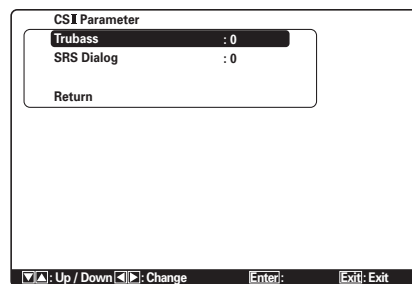 CSⅡ Parameter
Trubass : 0
SRS Dialog : 0
Return
▼▲: Up / Down ◀▶: Change Enter: Exit: Exit